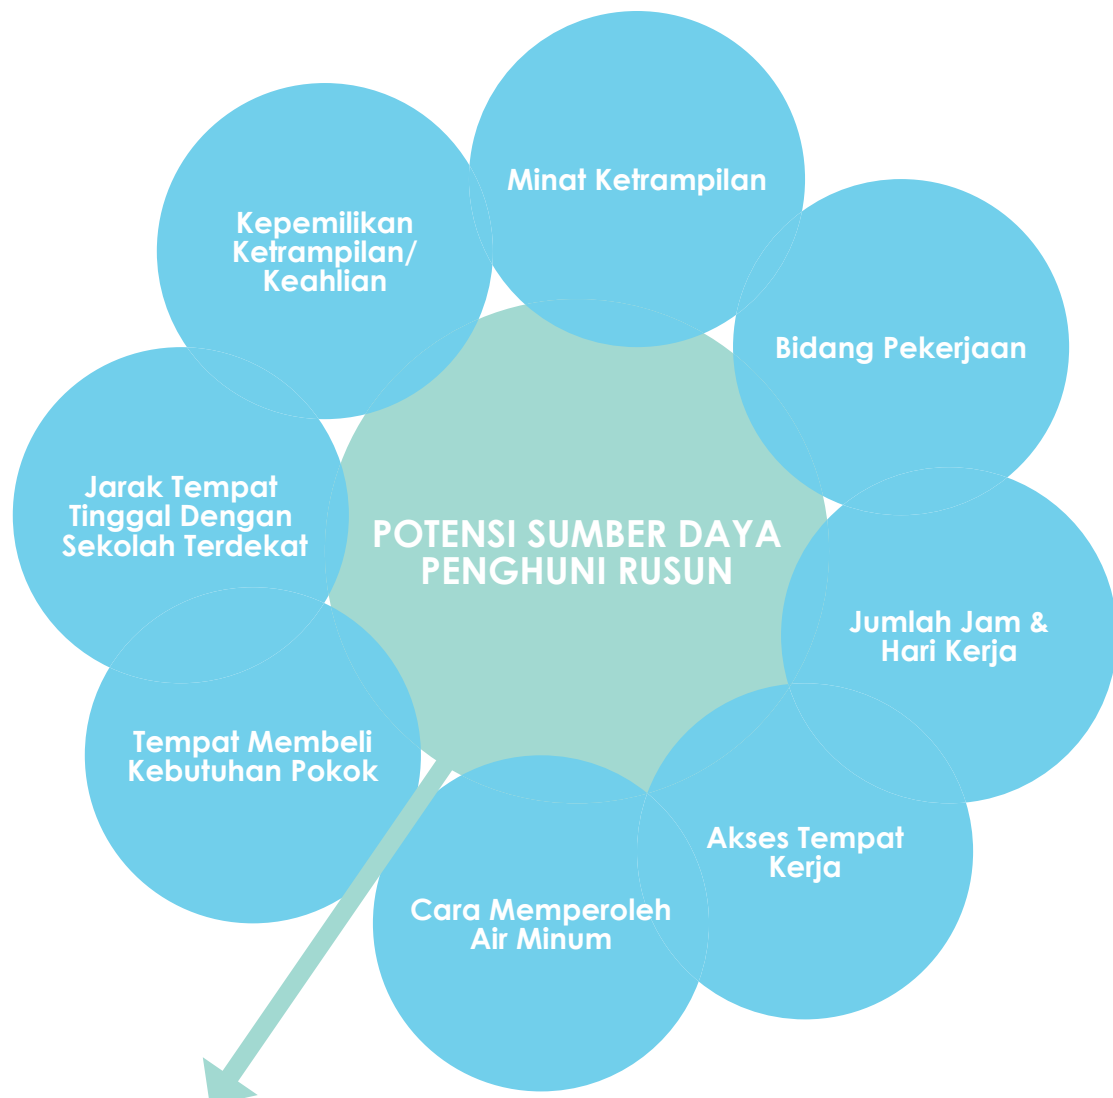 Minat Ketrampilan
Kepemilikan
Ketrampilan/
Keahlian
Bidang Pekerjaan
Jarak Tempat
Tinggal Dengan
Sekolah Terdekat
POTENSI SUMBER DAYA
PENGHUNI RUSUN
Jumlah Jam &
Hari Kerja
Tempat Membeli
Kebutuhan Pokok
Akses Tempat
Kerja
Cara Memperoleh
Air Minum